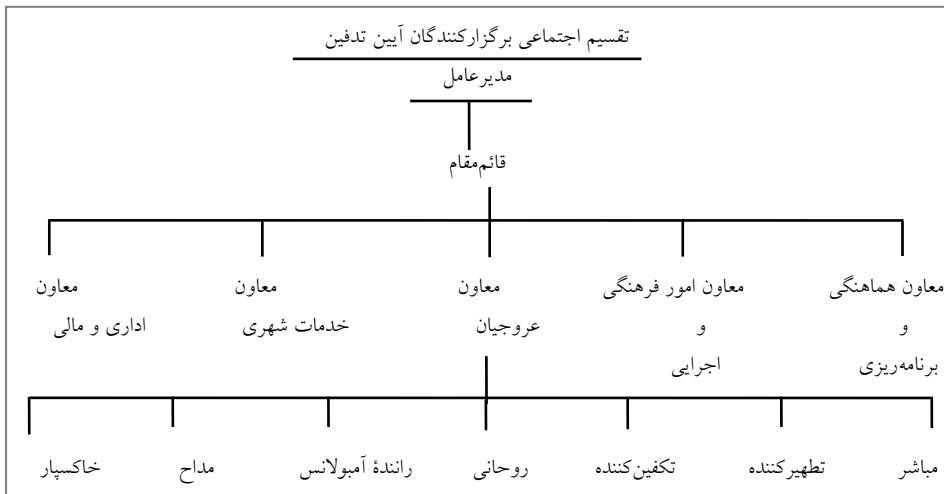 تقسیم اجتماعی برگزارکنندگان آیین تدفین
مدیرعامل
قائم‌مقام
معاون هماهنگی
و
برنامه‌ریزی
معاون امور فرهنگی
و
اجرایی
معاون
عروجیان
معاون
خدمات شهری
معاون
اداری و مالی
مباشر
تطهیرکننده
تکفین‌کننده
روحانی
رانندۀ آمبولانس
مداح
خاکسپار